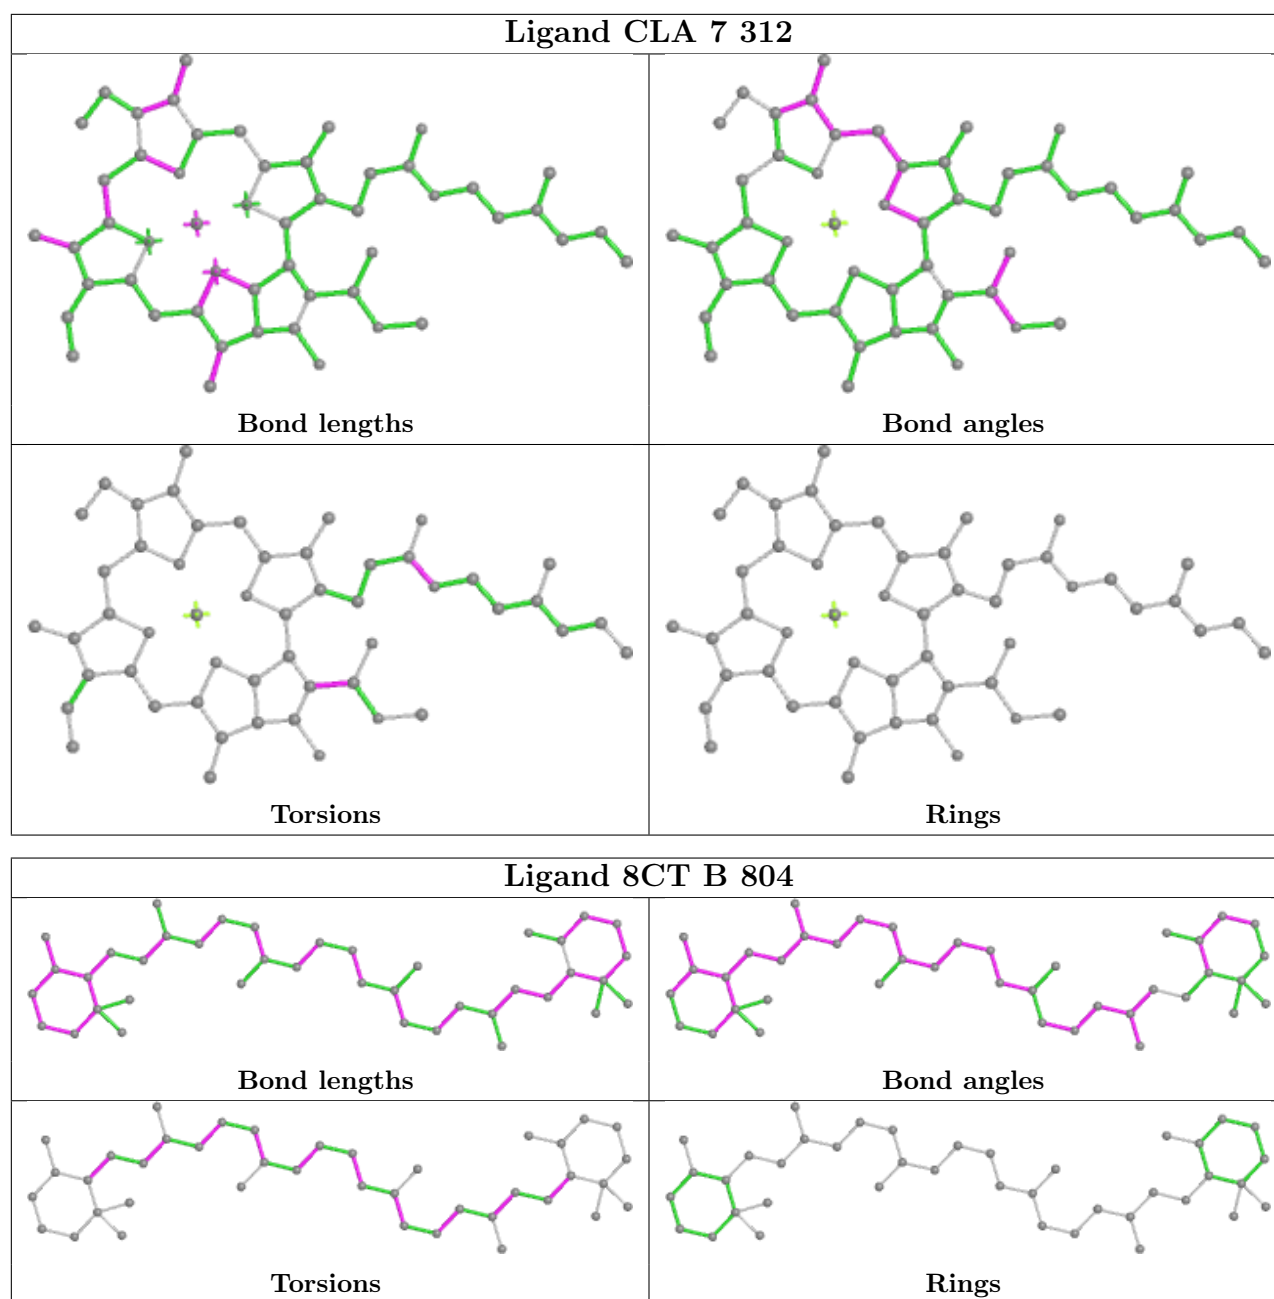 Ligand CLA 7 312
Bond lengths
Bond angles
Torsions
Rings
Ligand 8CT B 804
Bond lengths
Bond angles
Torsions
Rings